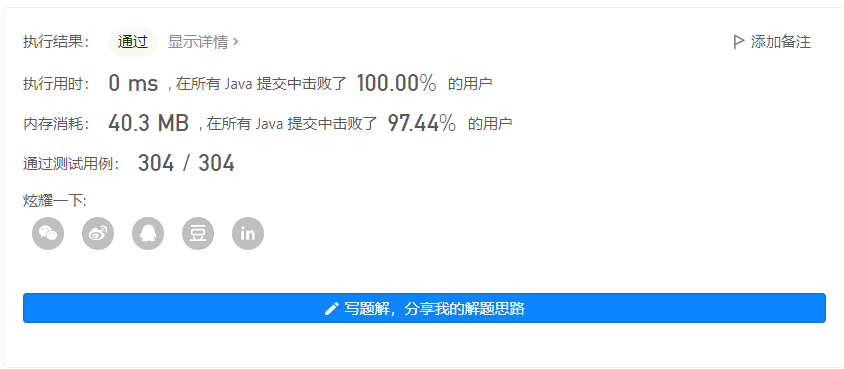 执行结果： 通过 显示详情 › 添加备注
执行用时： 0 ms , 在所有 Java 提交中击败了 100.00% 的用户
内存消耗： 40.3 MB , 在所有 Java 提交中击败了 97.44% 的用户
通过测试用例： 304 / 304
炫耀一下:
豆 in
写题解，分享我的解题思路